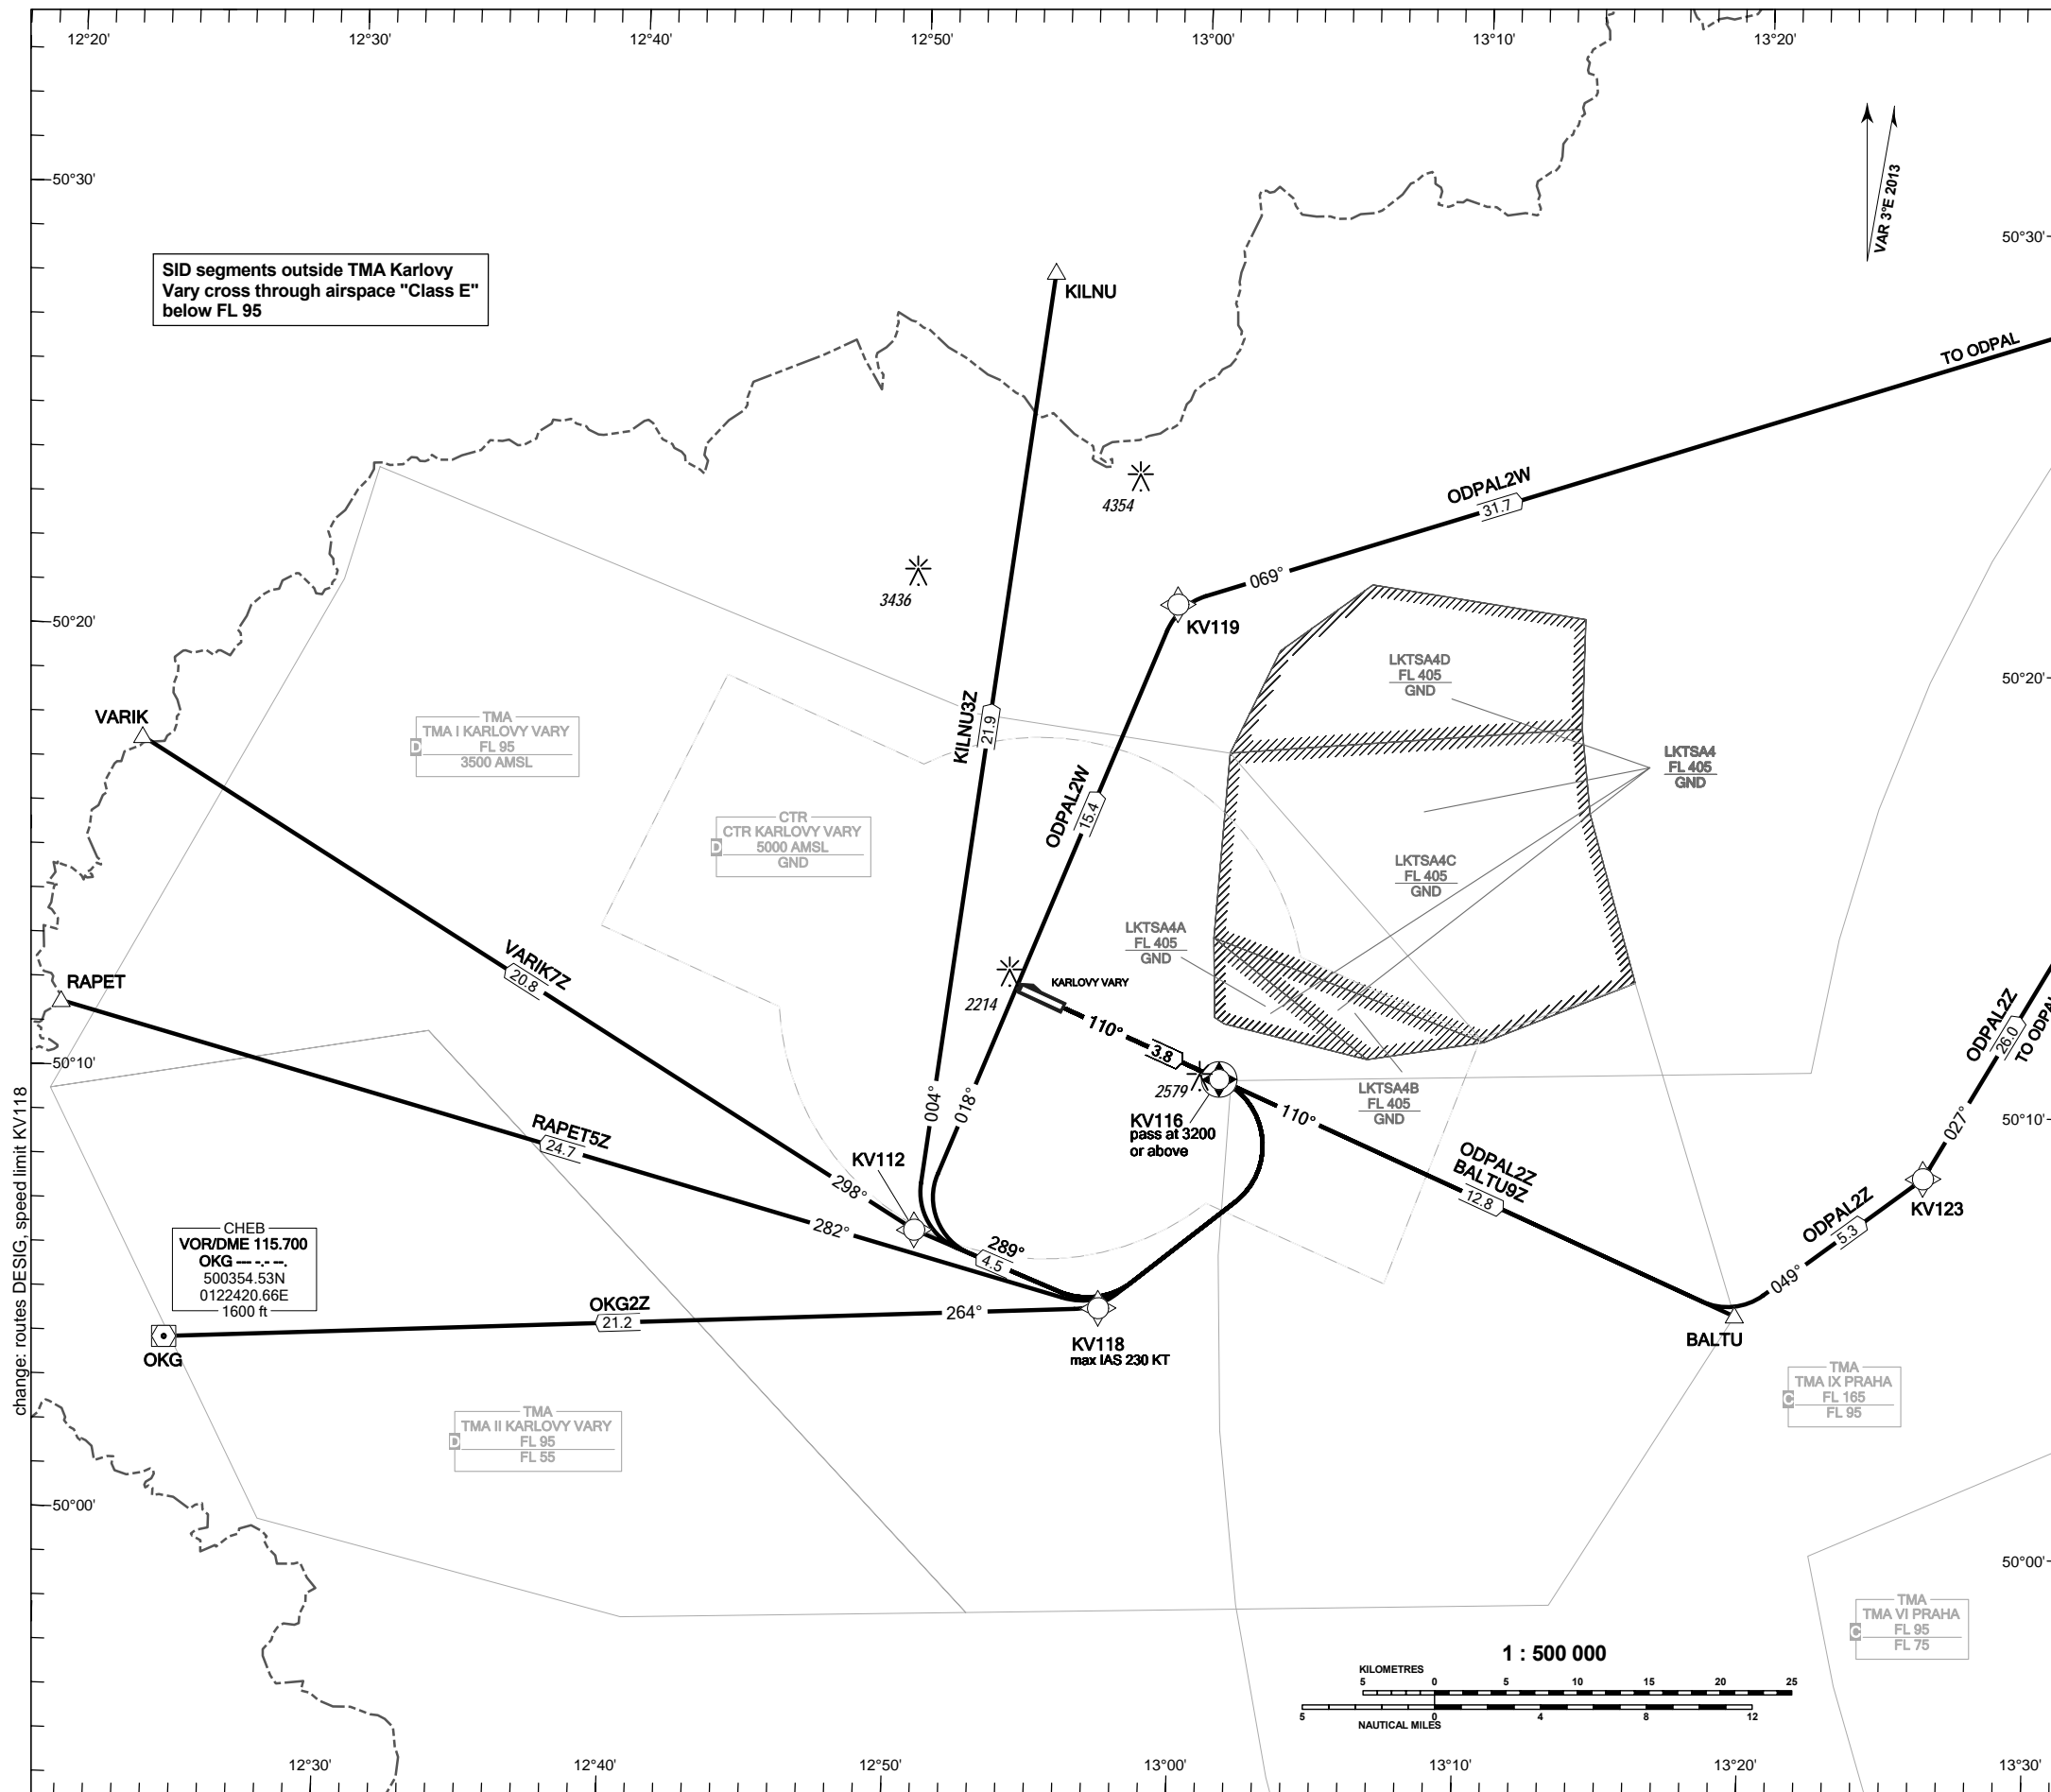 12°20'
12°30'
12°40'
12°50'
13°00'
13°10'
13°20'
50°30'
VAR 3°E 2013
50°30'
SID segments outside TMA Karlovy
Vary cross through airspace "Class E"
below FL 95
KILNU
TO ODPAL
ODPAL2W
31.7
4354
3436
069°
50°20'
KV119
LKTSA4D
FL 405
GND
50°20'
VARIK
TMA
TMA I KARLOVY VARY
D
FL 95
3500 AMSL
KILNU3Z
21.9
LKTSA4
FL 405
GND
ODPAL2W
15.4
CTR
CTR KARLOVY VARY
D
5000 AMSL
GND
LKTSA4C
FL 405
GND
LKTSA4A
FL 405
GND
VARIK7Z
20.8
RAPET
2214
KARLOVY VARY
110°
3.8
ODPAL2Z
26.0
TO ODPAL
50°10'
2579
LKTSA4B
FL 405
GND
004°
018°
KV116
pass at 3200
or above
110°
50°10'
027°
RAPET5Z
24.7
KV112
298°
282°
ODPAL2Z
BALTU9Z
12.8
KV123
ODPAL2Z
5.3
049°
289°
4.5
CHEB
VOR/DME 115.700
OKG --- -.- --.
500354.53N
0122420.66E
1600 ft
OKG2Z
21.2
264°
OKG
KV118
max IAS 230 KT
BALTU
change: routes DESIG, speed limit KV118
TMA
TMA IX PRAHA
C
FL 165
FL 95
TMA
TMA II KARLOVY VARY
D
FL 95
FL 55
50°00'
50°00'
TMA
TMA VI PRAHA
C
FL 95
FL 75
1 : 500 000
KILOMETRES
5
0
5
10
15
20
25
5
0
4
8
12
NAUTICAL MILES
12°30'
12°40'
12°50'
13°00'
13°10'
13°20'
13°30'